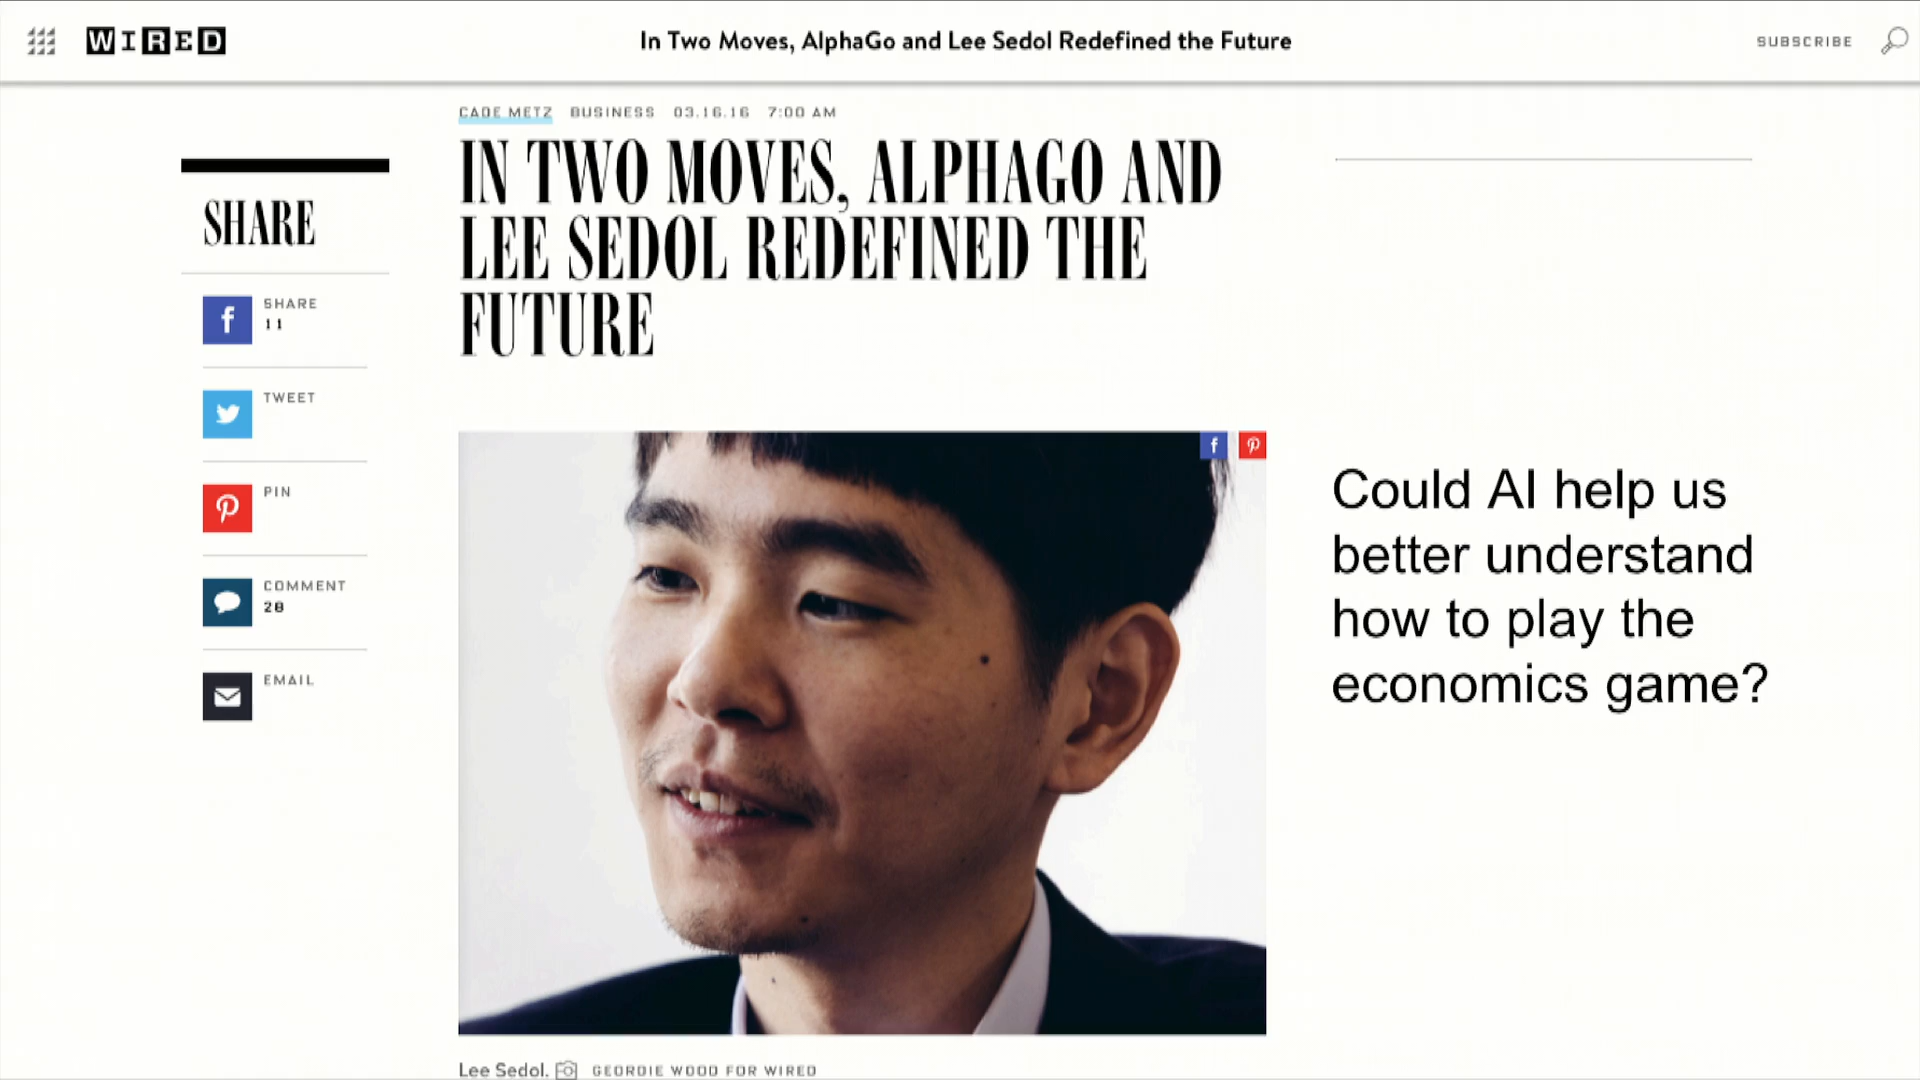 WIRED
In Two Moves, AlphaGo and Lee Sedol Redefined the Future
SUBSCRIBE
CADE METZ BUSINESS 03.16.16 7:00 AM
IN TWO MOVES, ALPHAGO AND
LEE SEDOL REDEFINED THE
FUTURE
SHARE
SHARE
11
TWEET
PIN
COMMENT
28
EMAIL
Could AI help us
better understand
how to play the
economics game?
Lee Sedol. GEORDIE WOOD FOR WIRED